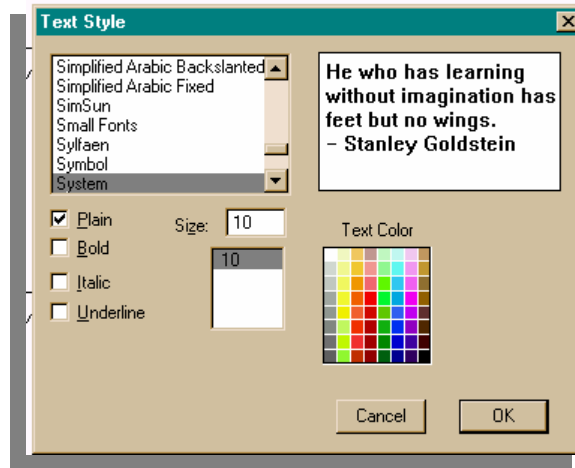 Text Style
Simplified Arabic Backslanted
Simplified Arabic Fixed
SimSun
Small Fonts
Sylfaen
Symbol
System
He who has learning
without imagination has
feet but no wings.
– Stanley Goldstein
Plain
Bold
Italic
Underline
Size: 10
10
Text Color
Cancel
OK